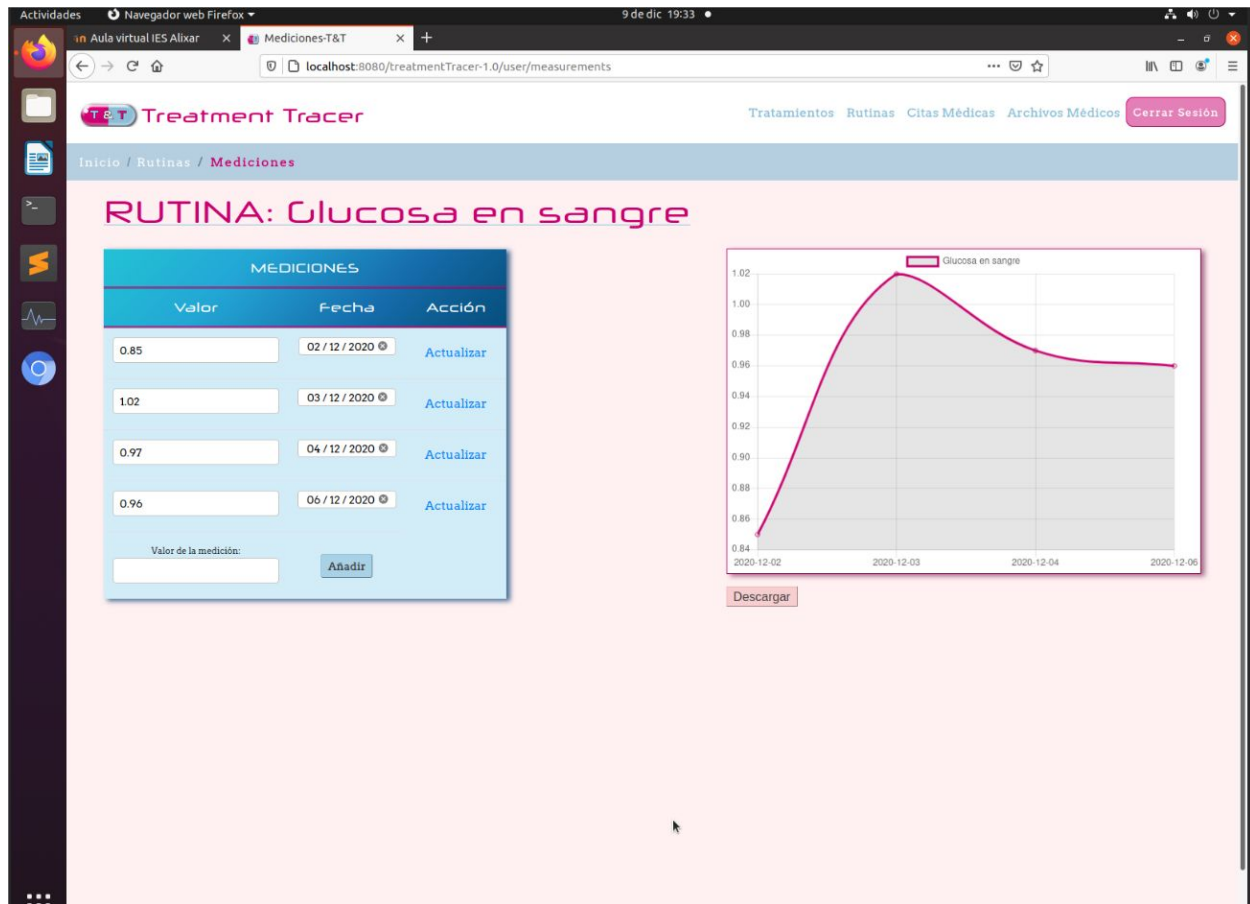 Actividades Navegador web Firefox 9 de dic 19:33
Aula virtual IES Alixar Mediciones-T&T
localhost:8080/treatmentTracer-1.0/user/measurements
T & T Treatment Tracer Tratamientos Rutinas Citas Médicas Archivos Médicos Cerrar Sesión
Inicio / Rutinas / Mediciones
RUTINA: Glucosa en sangre
MEDICIONES
Valor Fecha Acción
0.85 02 / 12 / 2020 Actualizar
1.02 03 / 12 / 2020 Actualizar
0.97 04 / 12 / 2020 Actualizar
0.96 06 / 12 / 2020 Actualizar
Valor de la medición:
Añadir
Glucosa en sangre
1.02
1.00
0.98
0.96
0.94
0.92
0.90
0.88
0.86
0.84
2020-12-02 2020-12-03 2020-12-04 2020-12-06
Descargar